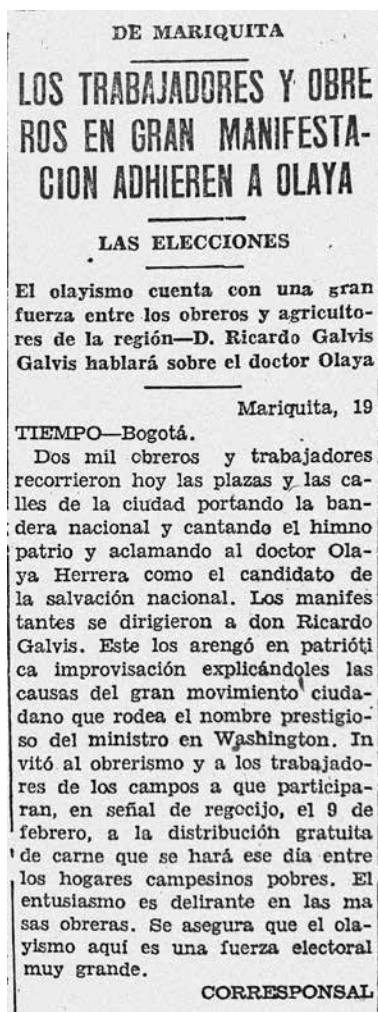 DE MARIQUITA
LOS TRABAJADORES Y OBRE
ROS EN GRAN MANIFESTA-
CION ADHIEREN A OLAYA
LAS ELECCIONES
El olayismo cuenta con una gran
fuerza entre los obreros y agriculto-
res de la región—D. Ricardo Galvis
Galvis hablará sobre el doctor Olaya
Mariquita, 19
TIEMPO—Bogotá.
Dos mil obreros y trabajadores
recorrieron hoy las plazas y las ca-
lles de la ciudad portando la ban-
dera nacional y cantando el himno
patrio y aclamando al doctor Ola-
ya Herrera como el candidato de
la salvación nacional. Los manifes
tantes se dirigieron a don Ricardo
Galvis. Este los arengó en patrióti
ca improvisación explicándoles las
causas del gran movimiento ciuda-
dano que rodea el nombre prestigio-
so del ministro en Washington. In
vitó al obrerismo y a los trabajado-
res de los campos a que participa-
ran, en señal de regocijo, el 9 de
febrero, a la distribución gratuita
de carne que se hará ese día entre
los hogares campesinos pobres. El
entusiasmo es delirante en las ma
sas obreras. Se asegura que el ola-
yismo aquí es una fuerza electoral
muy grande.
CORRESPONSAL